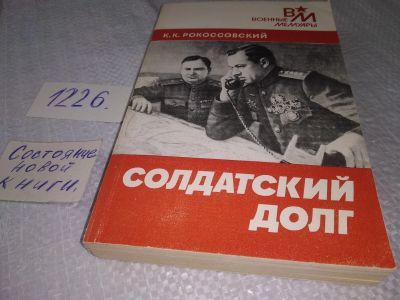 ВМ
ВОЕННЫЕ
МЕМУАРЫ
К.К. РОКОССОВСКИЙ
СОЛДАТСКИЙ
ДОЛГ
1226.
Состояние
новой
книги.